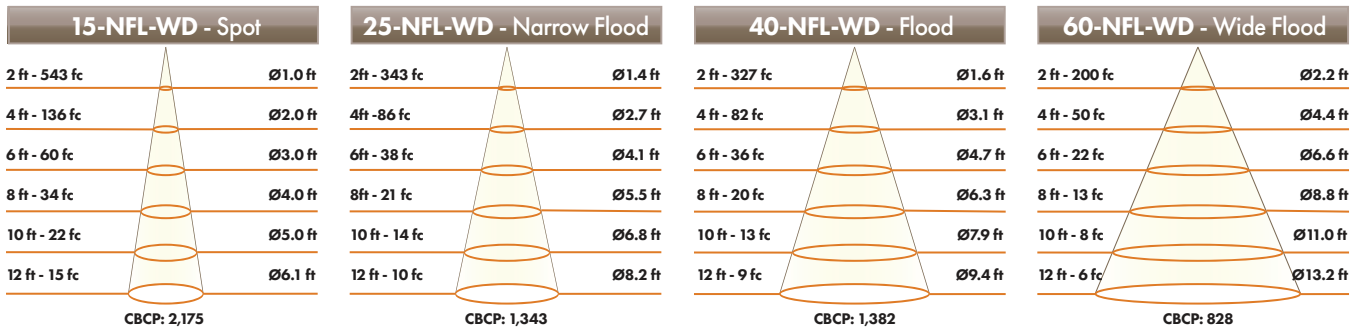 15-NFL-WD - Spot
2 ft - 543 fc Ø1.0 ft
4 ft - 136 fc Ø2.0 ft
6 ft - 60 fc Ø3.0 ft
8 ft - 34 fc Ø4.0 ft
10 ft - 22 fc Ø5.0 ft
12 ft - 15 fc Ø6.1 ft
CBCP: 2,175
25-NFL-WD - Narrow Flood
2ft - 343 fc Ø1.4 ft
4ft -86 fc Ø2.7 ft
6ft - 38 fc Ø4.1 ft
8ft - 21 fc Ø5.5 ft
10 ft - 14 fc Ø6.8 ft
12 ft - 10 fc Ø8.2 ft
CBCP: 1,343
40-NFL-WD - Flood
2 ft - 327 fc Ø1.6 ft
4 ft - 82 fc Ø3.1 ft
6 ft - 36 fc Ø4.7 ft
8 ft - 20 fc Ø6.3 ft
10 ft - 13 fc Ø7.9 ft
12 ft - 9 fc Ø9.4 ft
CBCP: 1,382
60-NFL-WD - Wide Flood
2 ft - 200 fc Ø2.2 ft
4 ft - 50 fc Ø4.4 ft
6 ft - 22 fc Ø6.6 ft
8 ft - 13 fc Ø8.8 ft
10 ft - 8 fc Ø11.0 ft
12 ft - 6 fc Ø13.2 ft
CBCP: 828